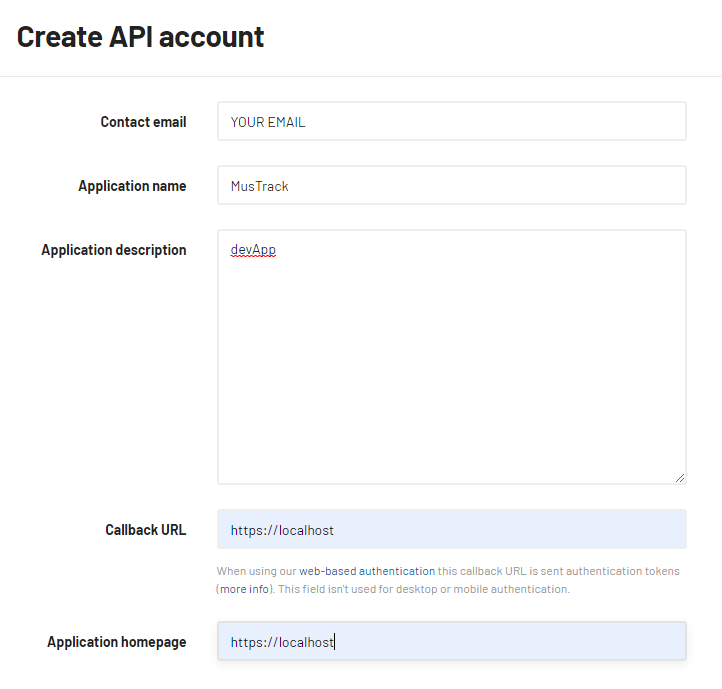 Create API account
Contact email
YOUR EMAIL
Application name
MusTrack
Application description
devApp
Callback URL
https://localhost
When using our web-based authentication this callback URL is sent authentication tokens
(more info). This field isn't used for desktop or mobile authentication.
Application homepage
https://localhost